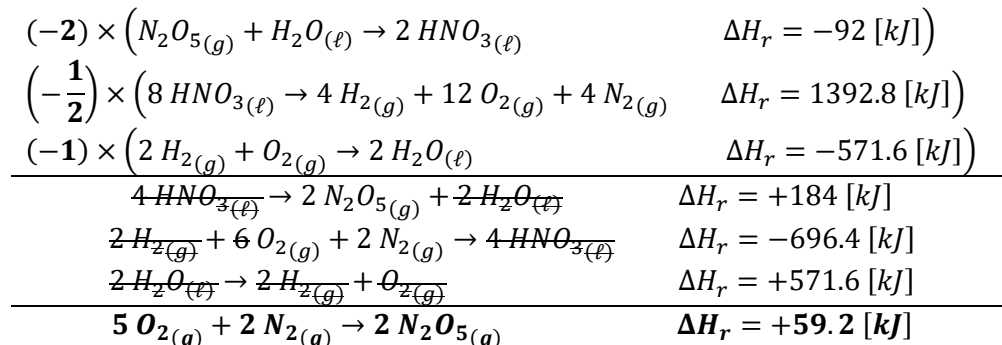 (−2) × (N₂O₅₍g₎ + H₂O₍ℓ₎ → 2 HNO₃₍ℓ₎ ΔHᵣ = −92 [kJ])
(−1/2) × (8 HNO₃₍ℓ₎ → 4 H₂₍g₎ + 12 O₂₍g₎ + 4 N₂₍g₎ ΔHᵣ = 1392.8 [kJ])
(−1) × (2 H₂₍g₎ + O₂₍g₎ → 2 H₂O₍ℓ₎ ΔHᵣ = −571.6 [kJ])
4 HNO₃₍ℓ₎ → 2 N₂O₅₍g₎ + 2 H₂O₍ℓ₎ ΔHᵣ = +184 [kJ]
2 H₂₍g₎ + 6 O₂₍g₎ + 2 N₂₍g₎ → 4 HNO₃₍ℓ₎ ΔHᵣ = −696.4 [kJ]
2 H₂O₍ℓ₎ → 2 H₂₍g₎ + O₂₍g₎ ΔHᵣ = +571.6 [kJ]
5 O₂₍g₎ + 2 N₂₍g₎ → 2 N₂O₅₍g₎ ΔHᵣ = +59.2 [kJ]